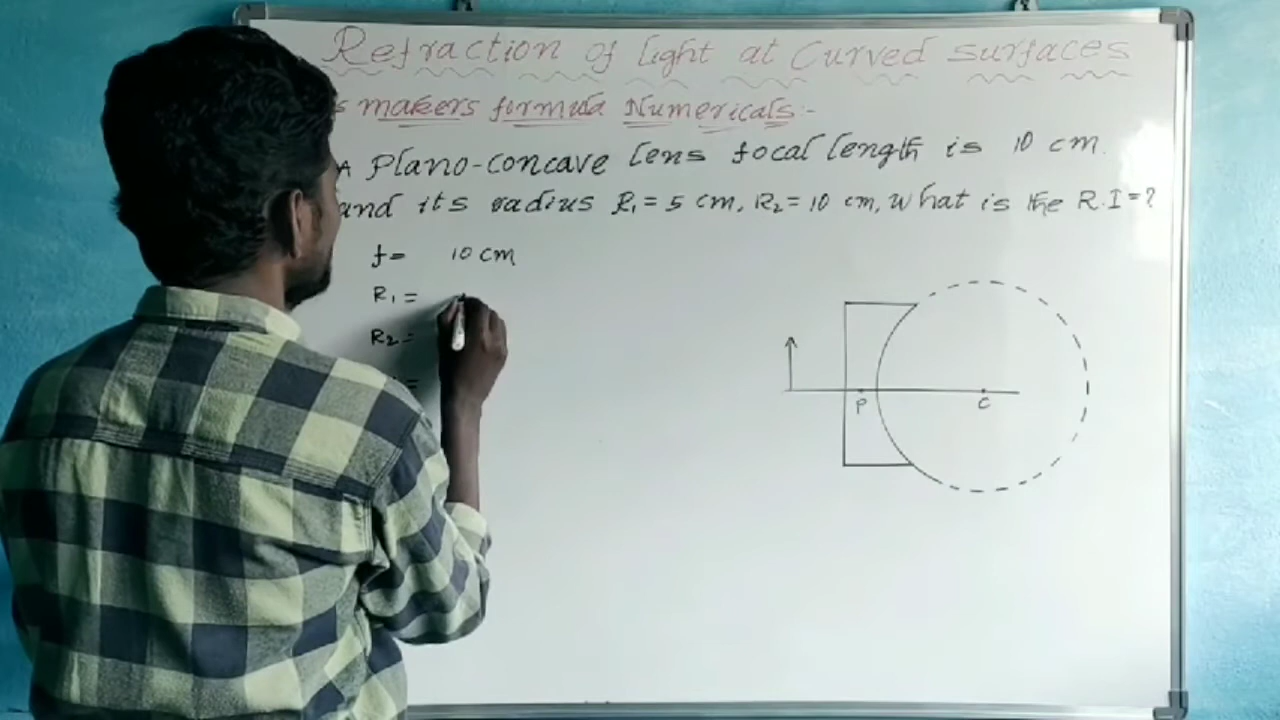 Refraction of light at Curved surfaces
makers formula Numericals:-
A Plano-concave lens focal length is 10 cm.
and its radius R1 = 5 cm, R2 = 10 cm, What is the R.I = ?
f = 10 cm
R1 =
R2 =
=
P
C